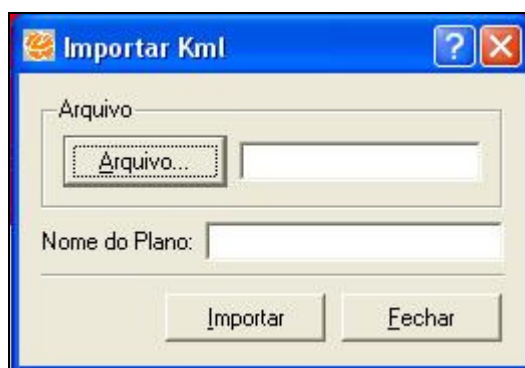 Importar Kml
Arquivo
Arquivo...
Nome do Plano:
Importar Fechar